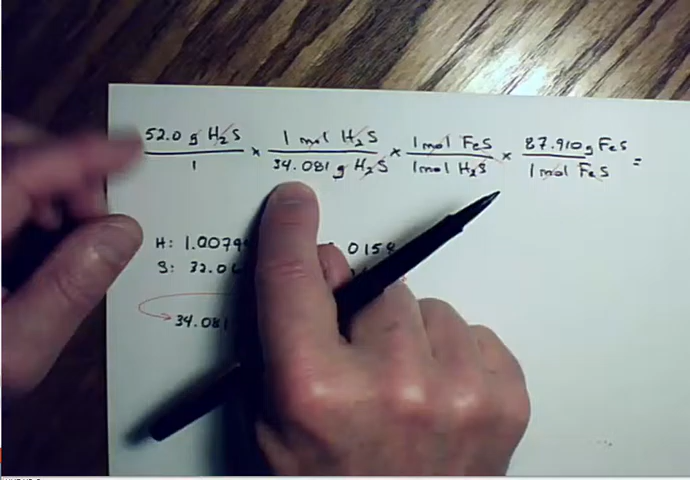 52.0 g H₂S / 1 × 1 mol H₂S / 34.081 g H₂S × 1 mol FeS / 1 mol H₂S × 87.910 g FeS / 1 mol FeS =
H: 1.0079 0158
S: 32.0
34.081